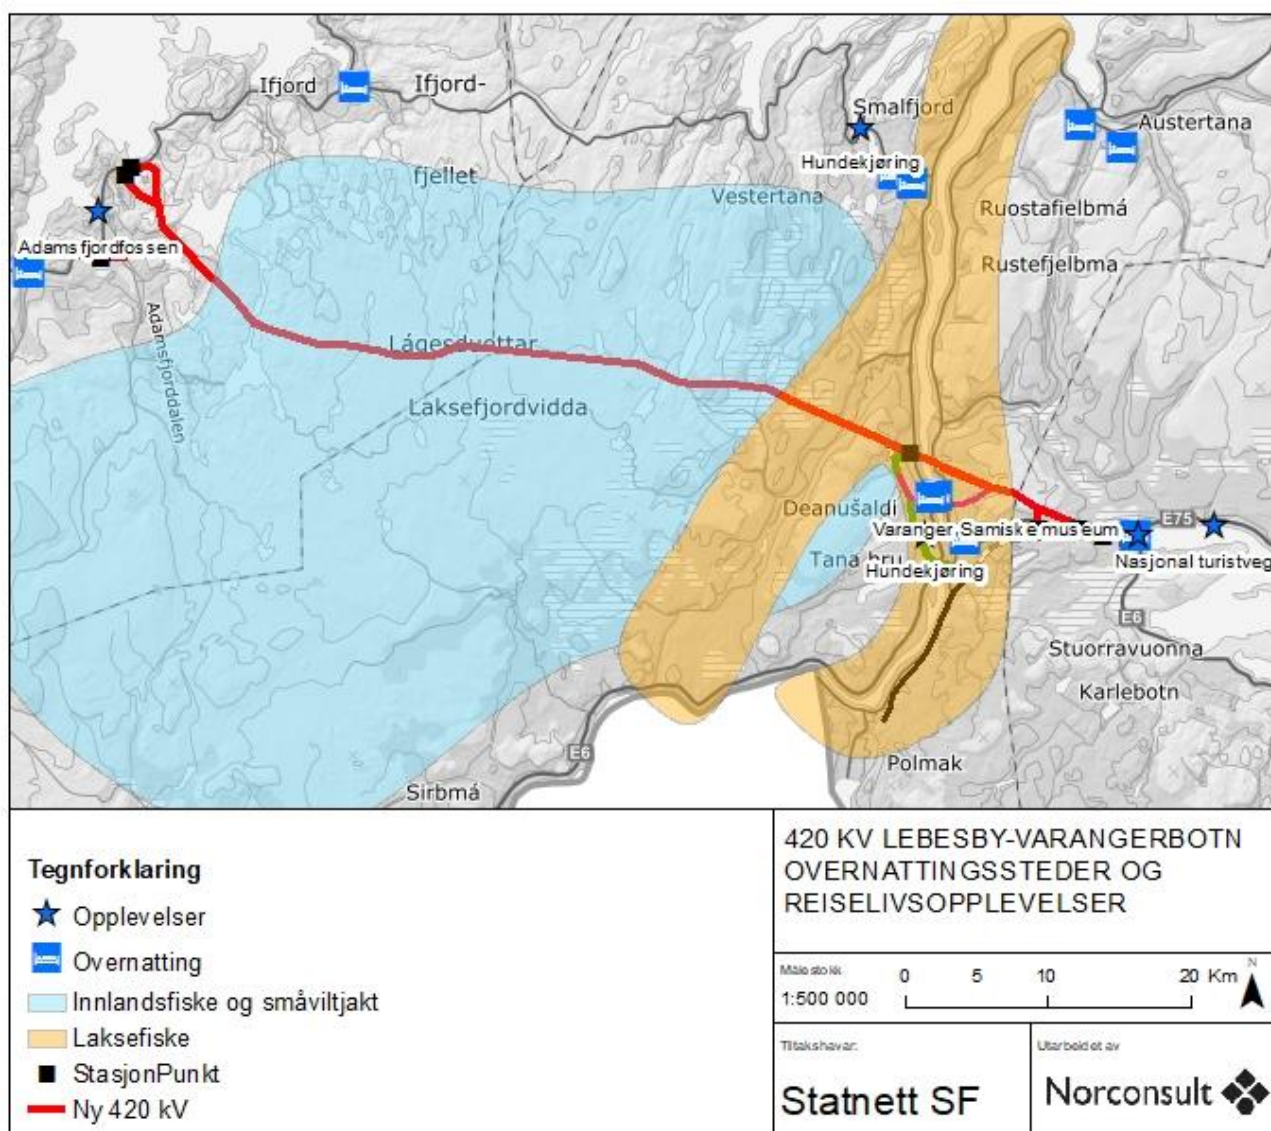 Ifjord
Ifjord-
Smalfjord
Austertana
Hundekjøring
fjellet
Vestertana
Ruostafielbmá
Adamsfjordfossen
Rustefjelbma
Adamsfjorddalen
Lágesduottar
Laksefjordvidda
Deanušaldi
Varanger Samiske museum
E75
Tana bru
Hundekjøring
Nasjonal turistveg
E6
Stuorravuonna
Karlebotn
E6
Polmak
Sirbmá
Tegnforklaring
Opplevelser
Overnatting
Innlandsfiske og småviltjakt
Laksefiske
StasjonPunkt
Ny 420 kV
420 KV LEBESBY-VARANGERBOTN
OVERNATTINGSSTEDER OG
REISELIVSOPPLEVELSER
Målestokk
1:500 000
0 5 10 20 Km
N
Tiltakshavar:
Statnett SF
Utarbeidet av
Norconsult